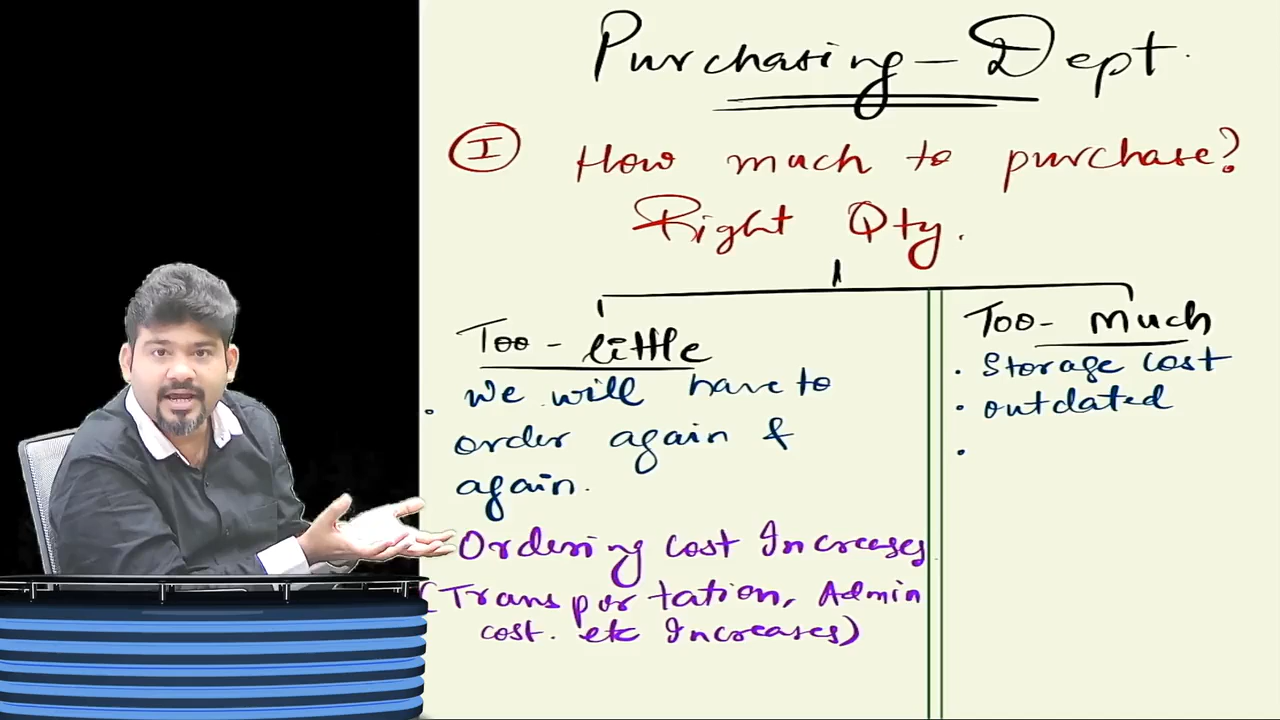 Purchasing - Dept.
I How much to purchase?
Right Qty.
Too - little
• We will have to
order again &
again.
Ordering cost Increases
(Transportation, Admin
cost. etc Increases)
Too - Much
• Storage cost
• outdated
•